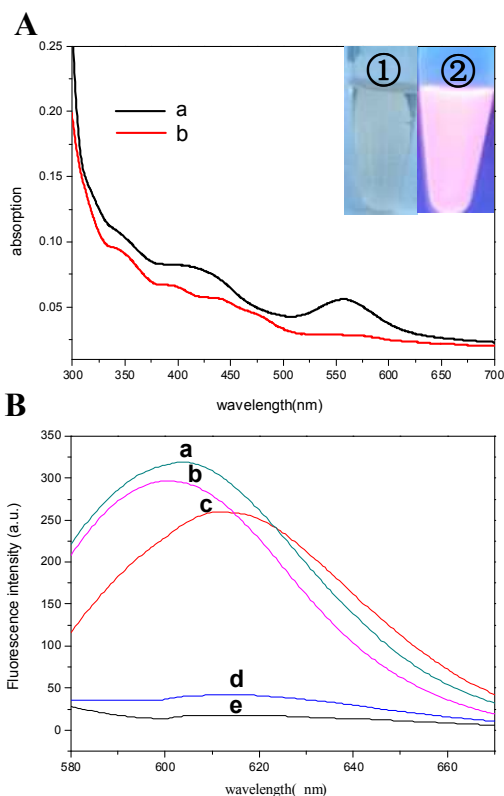 A
0.25
0.20
0.15
0.10
0.05
absorption
a
b
① ②
300 350 400 450 500 550 600 650 700
wavelength(nm)
B
350
300
250
200
150
100
50
0
Fluorescence intensity (a.u.)
a
b
c
d
e
580 600 620 640 660
wavelength( nm)